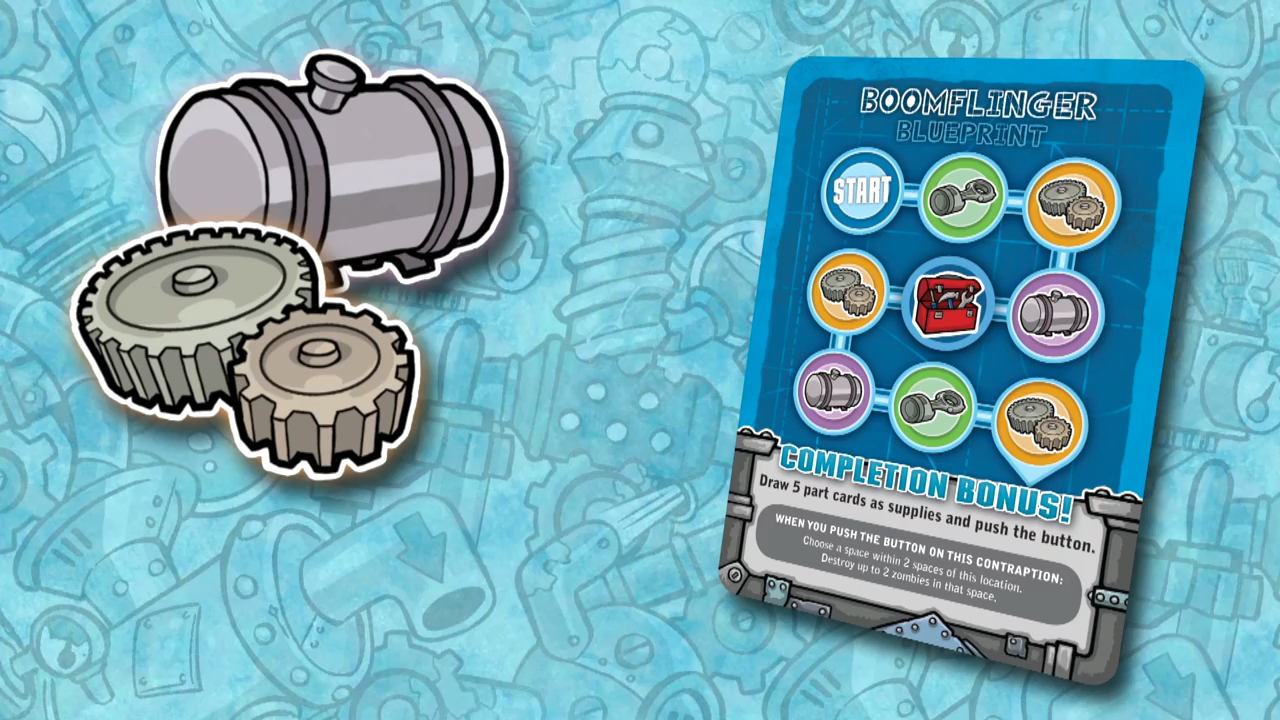 BOOMFLINGER
BLUEPRINT
START
COMPLETION BONUS!
Draw 5 part cards as supplies and push the button.
WHEN YOU PUSH THE BUTTON ON THIS CONTRAPTION:
Choose a space within 2 spaces of this location.
Destroy up to 2 zombies in that space.